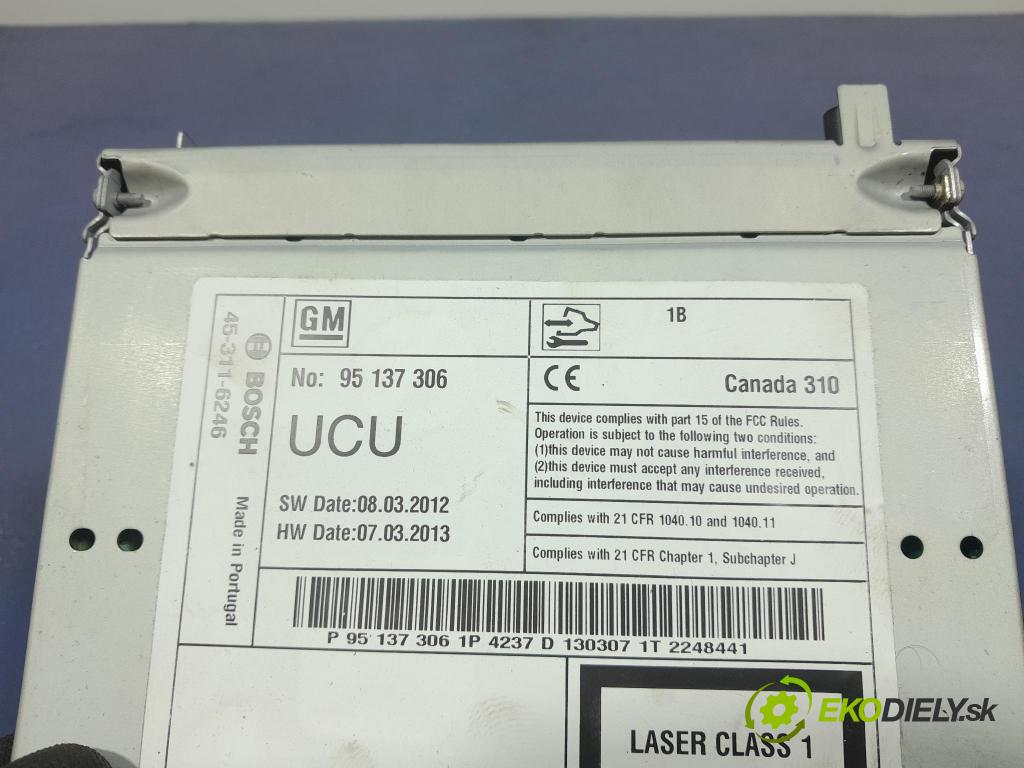 GM
1B
No: 95 137 306
CE
Canada 310
UCU
This device complies with part 15 of the FCC Rules.
Operation is subject to the following two conditions:
(1)this device may not cause harmful interference, and
(2)this device must accept any interference received,
including interference that may cause undesired operation.
SW Date:08.03.2012
HW Date:07.03.2013
Complies with 21 CFR 1040.10 and 1040.11
Complies with 21 CFR Chapter 1, Subchapter J
BOSCH
45-311-6246
Made in Portugal
P 95 137 306 1P 4237 D 130307 1T 2248441
LASER CLASS 1
EKODIELY.sk